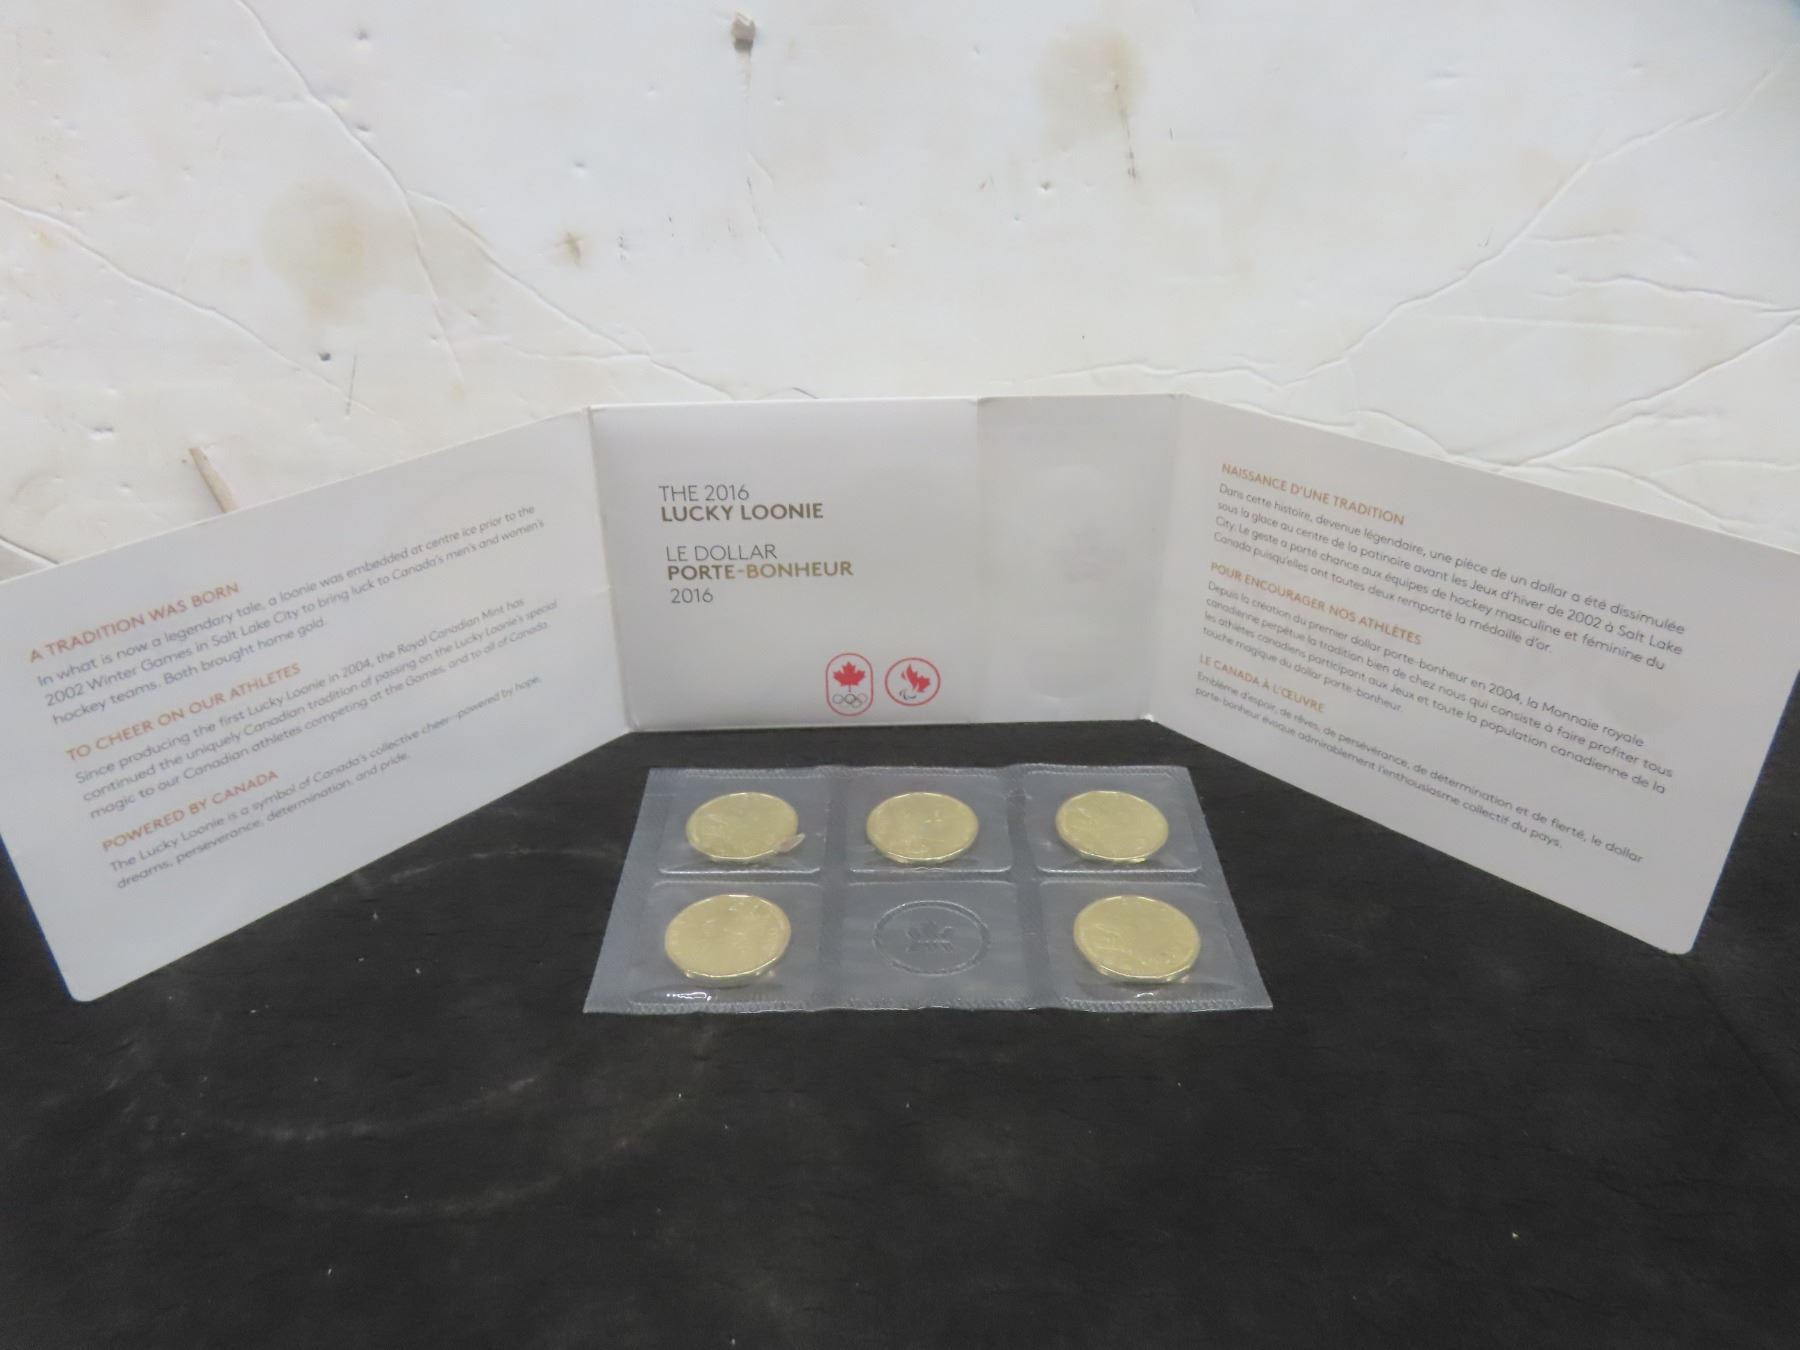 A TRADITION WAS BORN
In what is now a legendary tale, a loonie was embedded at centre ice prior to the
2002 Winter Games in Salt Lake City to bring luck to Canada's men's and women's
hockey teams. Both brought home gold.
TO CHEER ON OUR ATHLETES
Since producing the first Lucky Loonie in 2004, the Royal Canadian Mint has
continued the uniquely Canadian tradition of passing on the Lucky Loonie's special
magic to our Canadian athletes competing at the Games, and to all of Canada.
POWERED BY CANADA
The Lucky Loonie is a symbol of Canada's collective cheer—powered by hope,
dreams, perseverance, determination, and pride.
THE 2016
LUCKY LOONIE
LE DOLLAR
PORTE-BONHEUR
2016
NAISSANCE D'UNE TRADITION
Dans cette histoire, devenue légendaire, une pièce de un dollar a été dissimulée
sous la glace au centre de la patinoire avant les Jeux d'hiver de 2002 à Salt Lake
City. Le geste a porté chance aux équipes de hockey masculine et féminine du
Canada puisqu'elles ont toutes deux remporté la médaille d'or.
POUR ENCOURAGER NOS ATHLÈTES
Depuis la création du premier dollar porte-bonheur en 2004, la Monnaie royale
canadienne perpétue la tradition bien de chez nous qui consiste à faire profiter tous
les athlètes canadiens participant aux Jeux et toute la population canadienne de la
touche magique du dollar porte-bonheur.
LE CANADA À L'ŒUVRE
Emblème d'espoir, de rêves, de persévérance, de détermination et de fierté, le dollar
porte-bonheur évoque admirablement l'enthousiasme collectif du pays.